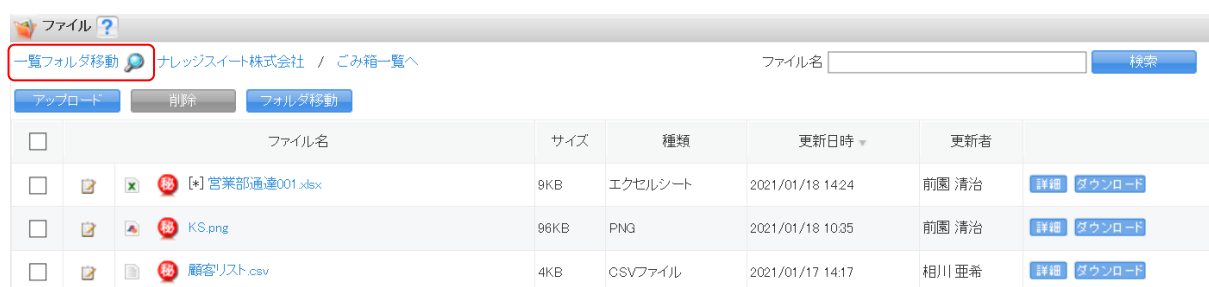 ファイル ?
一覧フォルダ移動 ナレッジスイート株式会社 / ごみ箱一覧へ ファイル名 検索
アップロード 削除 フォルダ移動
ファイル名 サイズ 種類 更新日時 ▼ 更新者
秘 [*] 営業部通達001.xlsx 9KB エクセルシート 2021/01/18 14:24 前園 清治 詳細 ダウンロード
秘 KS.png 96KB PNG 2021/01/18 10:35 前園 清治 詳細 ダウンロード
秘 顧客リスト.csv 4KB CSVファイル 2021/01/17 14:17 相川 亜希 詳細 ダウンロード